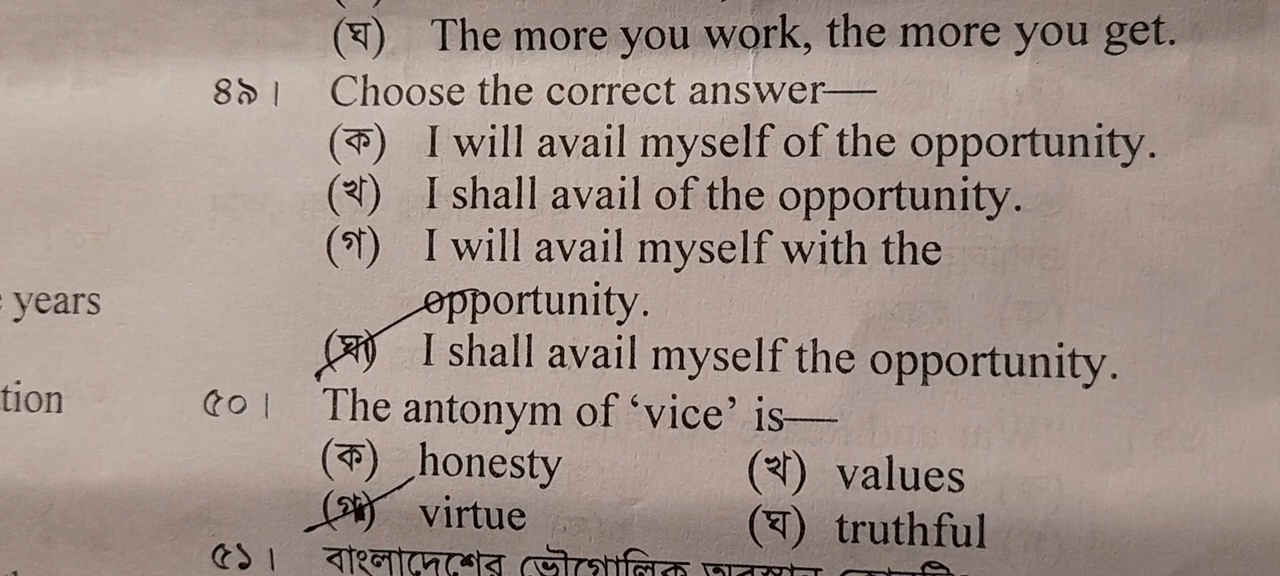 (ঘ) The more you work, the more you get.
৪৯। Choose the correct answer—
(ক) I will avail myself of the opportunity.
(খ) I shall avail of the opportunity.
(গ) I will avail myself with the
years
opportunity.
(ঘ) I shall avail myself the opportunity.
tion
৫০। The antonym of ‘vice’ is—
(ক) honesty (খ) values
(গ) virtue (ঘ) truthful
৫১। বাংলাদেশের ভৌগোলিক অবস্থান